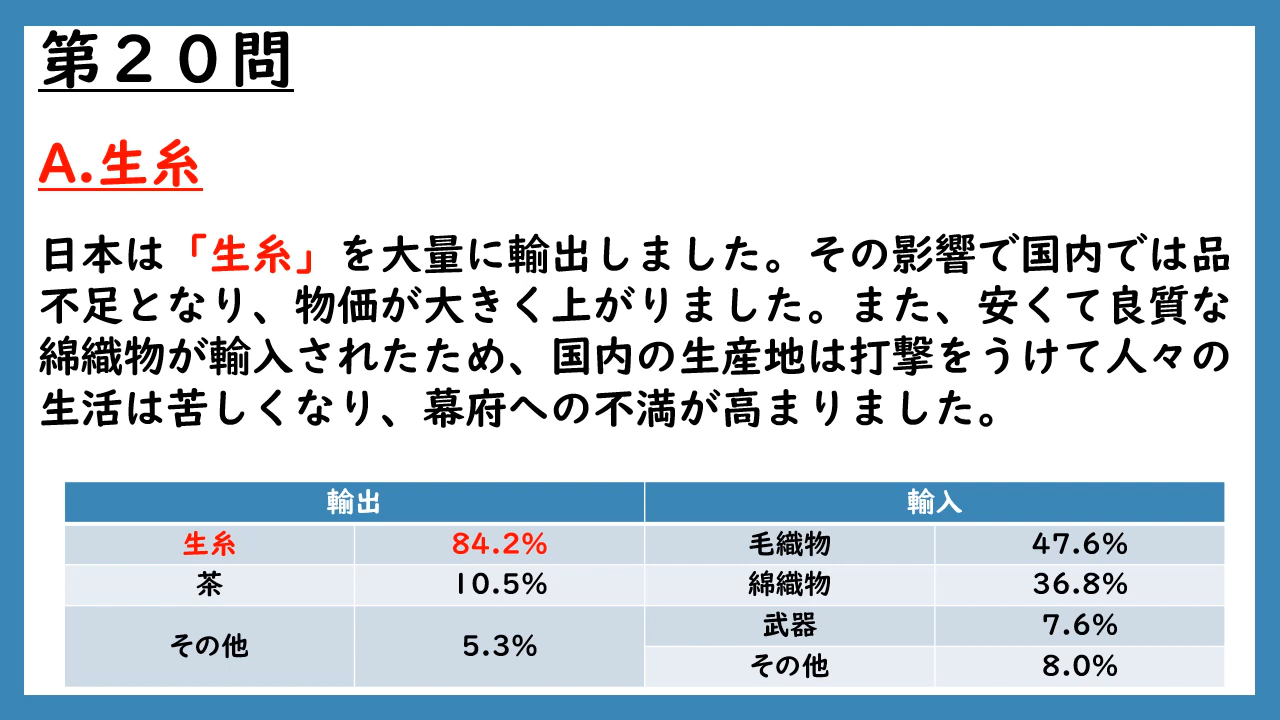 第２０問
A.生糸
日本は「生糸」を大量に輸出しました。その影響で国内では品
不足となり、物価が大きく上がりました。また、安くて良質な
綿織物が輸入されたため、国内の生産地は打撃をうけて人々の
生活は苦しくなり、幕府への不満が高まりました。
輸出 輸入
生糸 84.2% 毛織物 47.6%
茶 10.5% 綿織物 36.8%
その他 5.3% 武器 7.6%
その他 8.0%